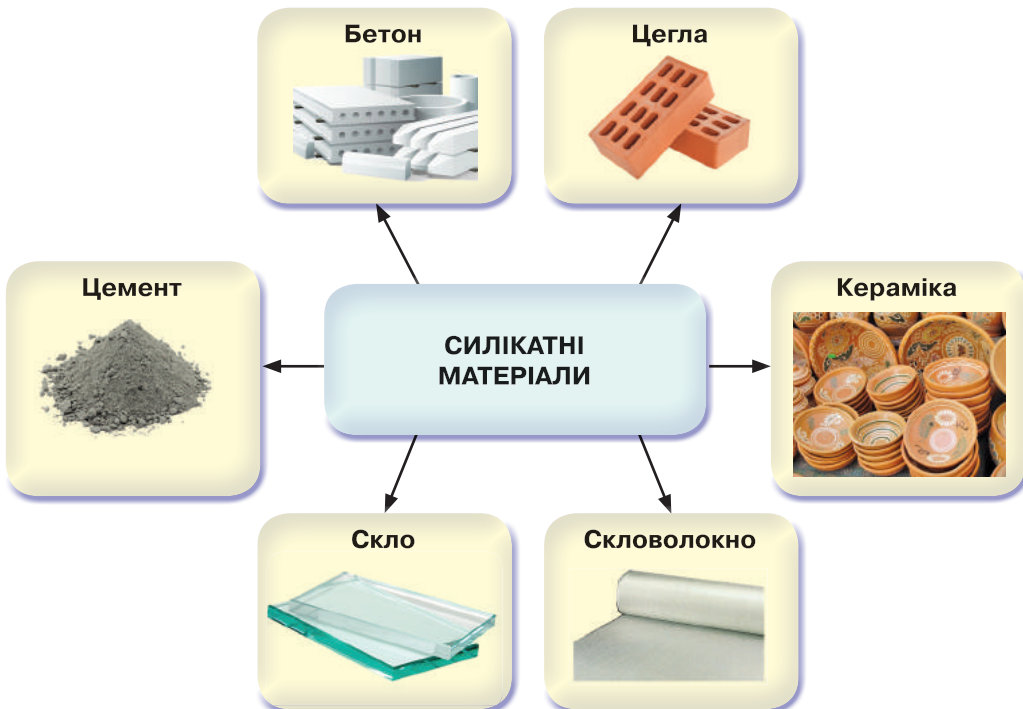 Бетон
Цегла
Цемент
СИЛІКАТНІ
МАТЕРІАЛИ
Кераміка
Скло
Скловолокно